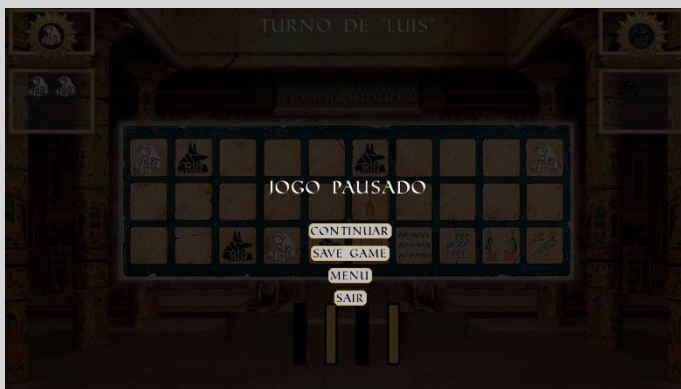 TURNO DE "LUIS"
JOGO PAUSADO
CONTINUAR
SAVE GAME
MENU
SAIR